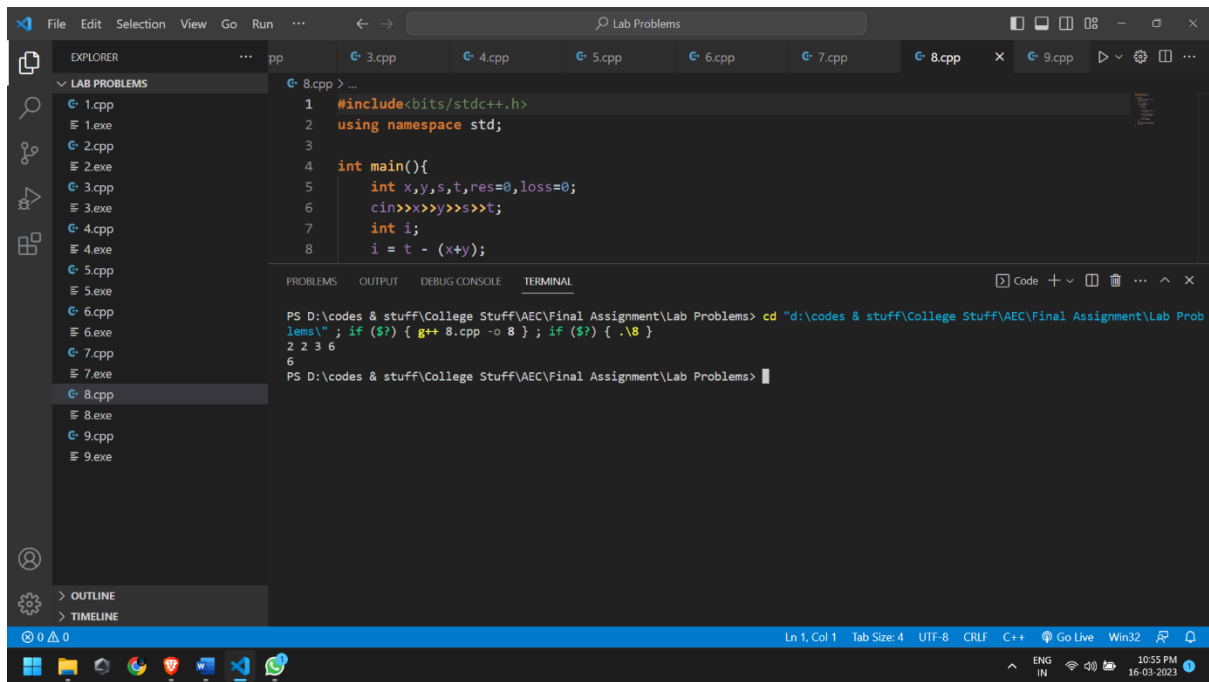 File Edit Selection View Go Run ··· ← → Lab Problems
EXPLORER ···
pp 3.cpp 4.cpp 5.cpp 6.cpp 7.cpp 8.cpp × 9.cpp ···
LAB PROBLEMS
1.cpp
1.exe
2.cpp
2.exe
3.cpp
3.exe
4.cpp
4.exe
5.cpp
5.exe
6.cpp
6.exe
7.cpp
7.exe
8.cpp
8.exe
9.cpp
9.exe
OUTLINE
TIMELINE
8.cpp > ...
1 #include<bits/stdc++.h>
2 using namespace std;
3
4 int main(){
5 int x,y,s,t,res=0,loss=0;
6 cin>>x>>y>>s>>t;
7 int i;
8 i = t - (x+y);
PROBLEMS OUTPUT DEBUG CONSOLE TERMINAL Code
PS D:\codes & stuff\College Stuff\AEC\Final Assignment\Lab Problems> cd "d:\codes & stuff\College Stuff\AEC\Final Assignment\Lab Prob
lems\" ; if ($?) { g++ 8.cpp -o 8 } ; if ($?) { .\8 }
2 2 3 6
6
PS D:\codes & stuff\College Stuff\AEC\Final Assignment\Lab Problems>
0 0 Ln 1, Col 1 Tab Size: 4 UTF-8 CRLF C++ Go Live Win32
ENG 10:55 PM
IN 16-03-2023 1